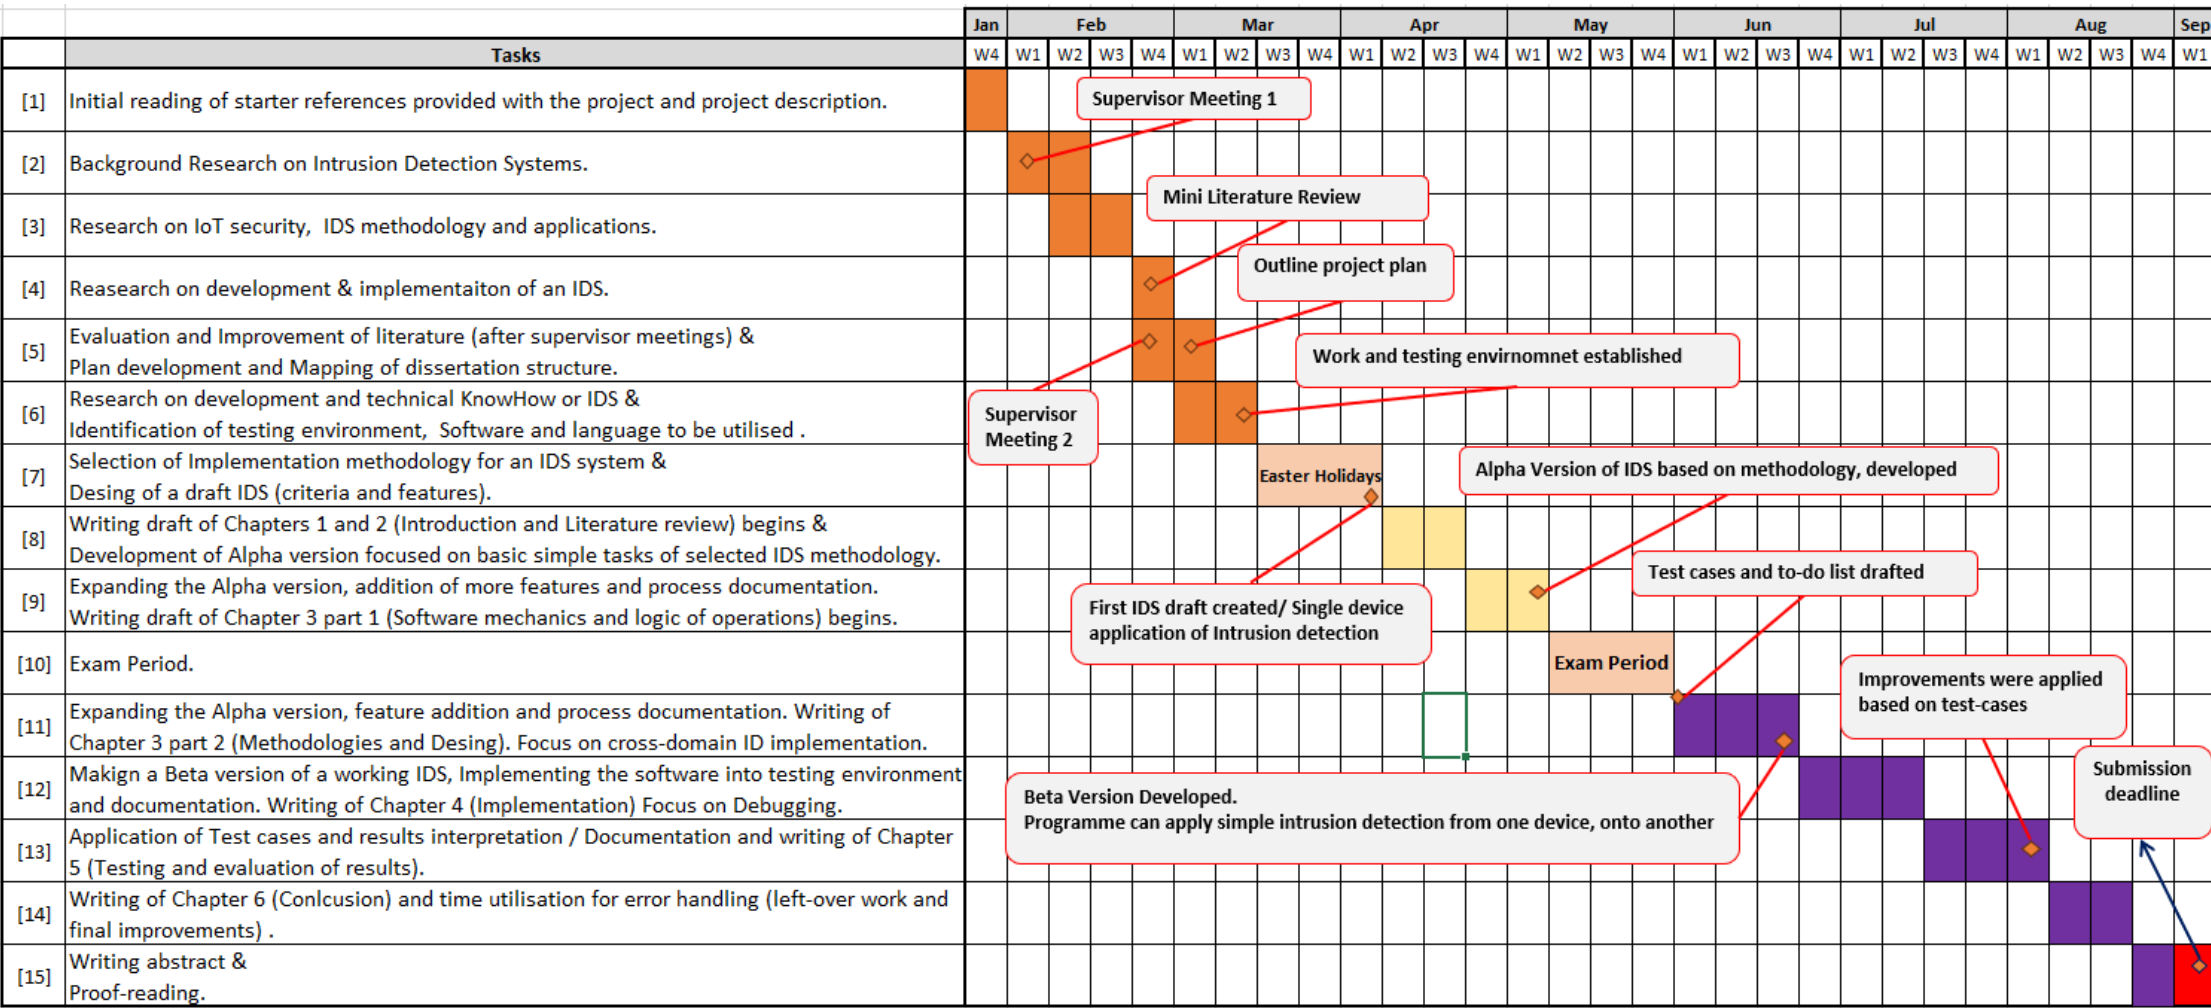 Jan Feb Mar Apr May Jun Jul Aug Sep
Tasks W4 W1 W2 W3 W4 W1 W2 W3 W4 W1 W2 W3 W4 W1 W2 W3 W4 W1 W2 W3 W4 W1 W2 W3 W4 W1 W2 W3 W4 W1
[1] Initial reading of starter references provided with the project and project description.
Supervisor Meeting 1
[2] Background Research on Intrusion Detection Systems.
Mini Literature Review
[3] Research on IoT security, IDS methodology and applications.
Outline project plan
[4] Reasearch on development & implementaiton of an IDS.
[5] Evaluation and Improvement of literature (after supervisor meetings) &
Plan development and Mapping of dissertation structure.
Work and testing envirnomnet established
[6] Research on development and technical KnowHow or IDS &
Identification of testing environment, Software and language to be utilised .
Supervisor
Meeting 2
[7] Selection of Implementation methodology for an IDS system &
Desing of a draft IDS (criteria and features).
Easter Holidays
Alpha Version of IDS based on methodology, developed
[8] Writing draft of Chapters 1 and 2 (Introduction and Literature review) begins &
Development of Alpha version focused on basic simple tasks of selected IDS methodology.
Test cases and to-do list drafted
[9] Expanding the Alpha version, addition of more features and process documentation.
Writing draft of Chapter 3 part 1 (Software mechanics and logic of operations) begins.
First IDS draft created/ Single device
application of Intrusion detection
[10] Exam Period.
Exam Period
Improvements were applied
based on test-cases
[11] Expanding the Alpha version, feature addition and process documentation. Writing of
Chapter 3 part 2 (Methodologies and Desing). Focus on cross-domain ID implementation.
Submission
deadline
[12] Makign a Beta version of a working IDS, Implementing the software into testing environment
and documentation. Writing of Chapter 4 (Implementation) Focus on Debugging.
Beta Version Developed.
Programme can apply simple intrusion detection from one device, onto another
[13] Application of Test cases and results interpretation / Documentation and writing of Chapter
5 (Testing and evaluation of results).
[14] Writing of Chapter 6 (Conlcusion) and time utilisation for error handling (left-over work and
final improvements) .
[15] Writing abstract &
Proof-reading.